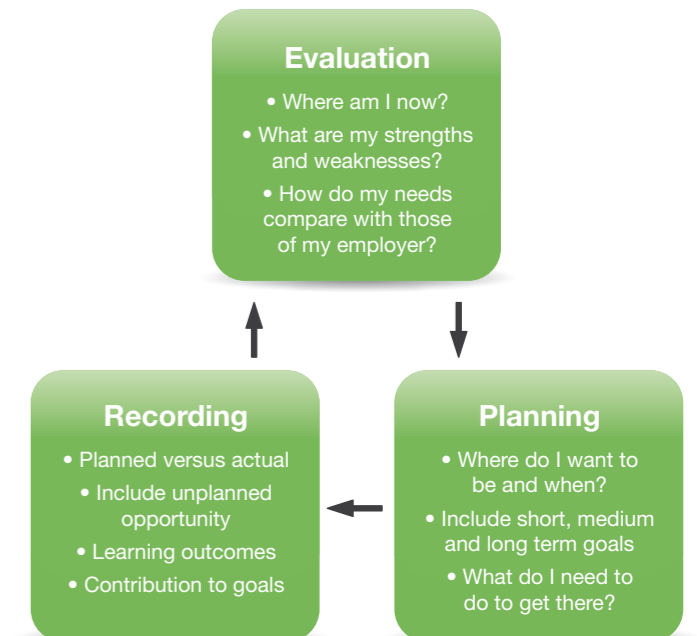 Evaluation
• Where am I now?
• What are my strengths
and weaknesses?
• How do my needs
compare with those
of my employer?
Recording
• Planned versus actual
• Include unplanned
opportunity
• Learning outcomes
• Contribution to goals
Planning
• Where do I want to
be and when?
• Include short, medium
and long term goals
• What do I need to
do to get there?